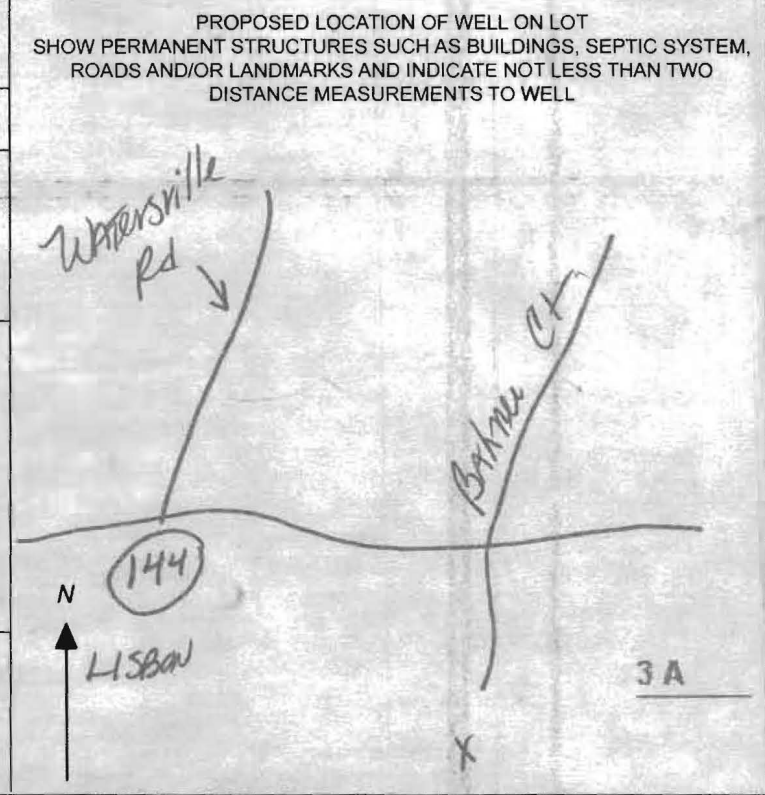 PROPOSED LOCATION OF WELL ON LOT
SHOW PERMANENT STRUCTURES SUCH AS BUILDINGS, SEPTIC SYSTEM,
ROADS AND/OR LANDMARKS AND INDICATE NOT LESS THAN TWO
DISTANCE MEASUREMENTS TO WELL
Watersville
Rd
Ct
144
N
LISBON
3 A
X